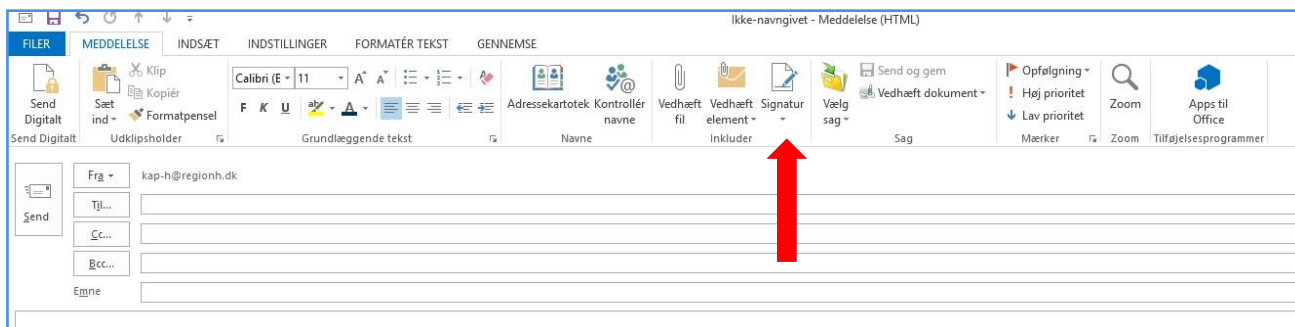 Ikke-navngivet - Meddelelse (HTML)
FILER MEDDELELSE INDSÆT INDSTILLINGER FORMATÉR TEKST GENNEMSE
Send Digitalt
Sæt ind
Klip
Kopiér
Formatpensel
Calibri (E 11 A A
F K U aby A
Adressekartotek
Kontrollér navne
Vedhæft fil
Vedhæft element
Signatur
Vælg sag
Send og gem
Vedhæft dokument
Opfølgning
Høj prioritet
Lav prioritet
Zoom
Apps til Office
Send Digitalt Udklipsholder Grundlæggende tekst Navne Inkluder Sag Mærker Zoom Tilføjelsesprogrammer
Send
Fra kap-h@regionh.dk
Til...
Cc...
Bcc...
Emne